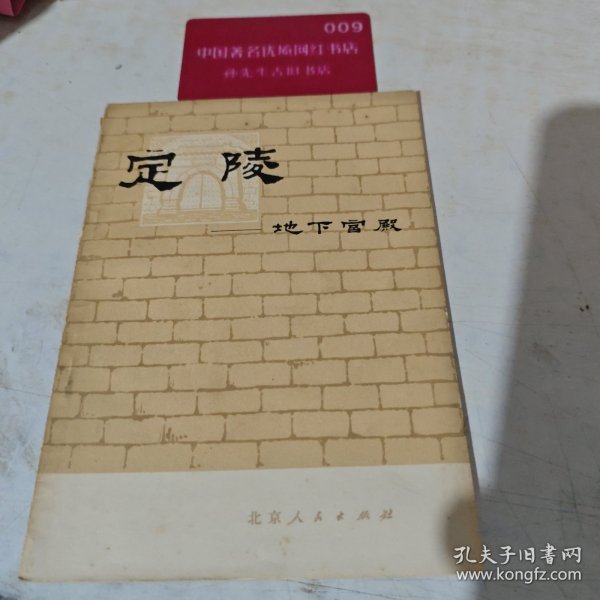 009
中国著名优质网红书店
孙先生古旧书店
定陵
——地下宫殿
北京人民出版社
孔夫子旧书网
www.kongfz.com